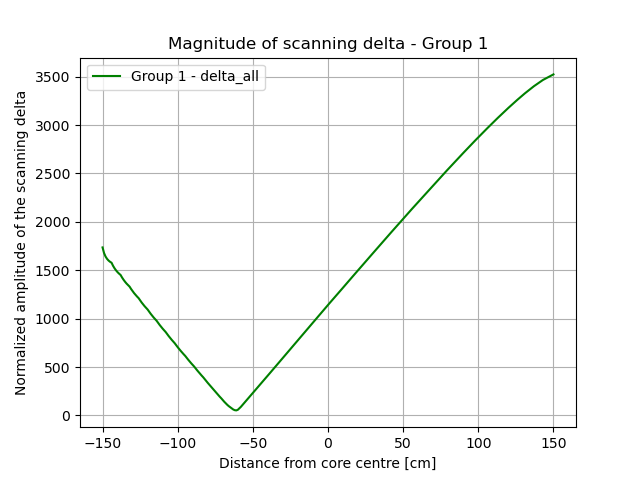 Magnitude of scanning delta - Group 1
Group 1 - delta_all
Normalized amplitude of the scanning delta
3500
3000
2500
2000
1500
1000
500
0
−150 −100 −50 0 50 100 150
Distance from core centre [cm]